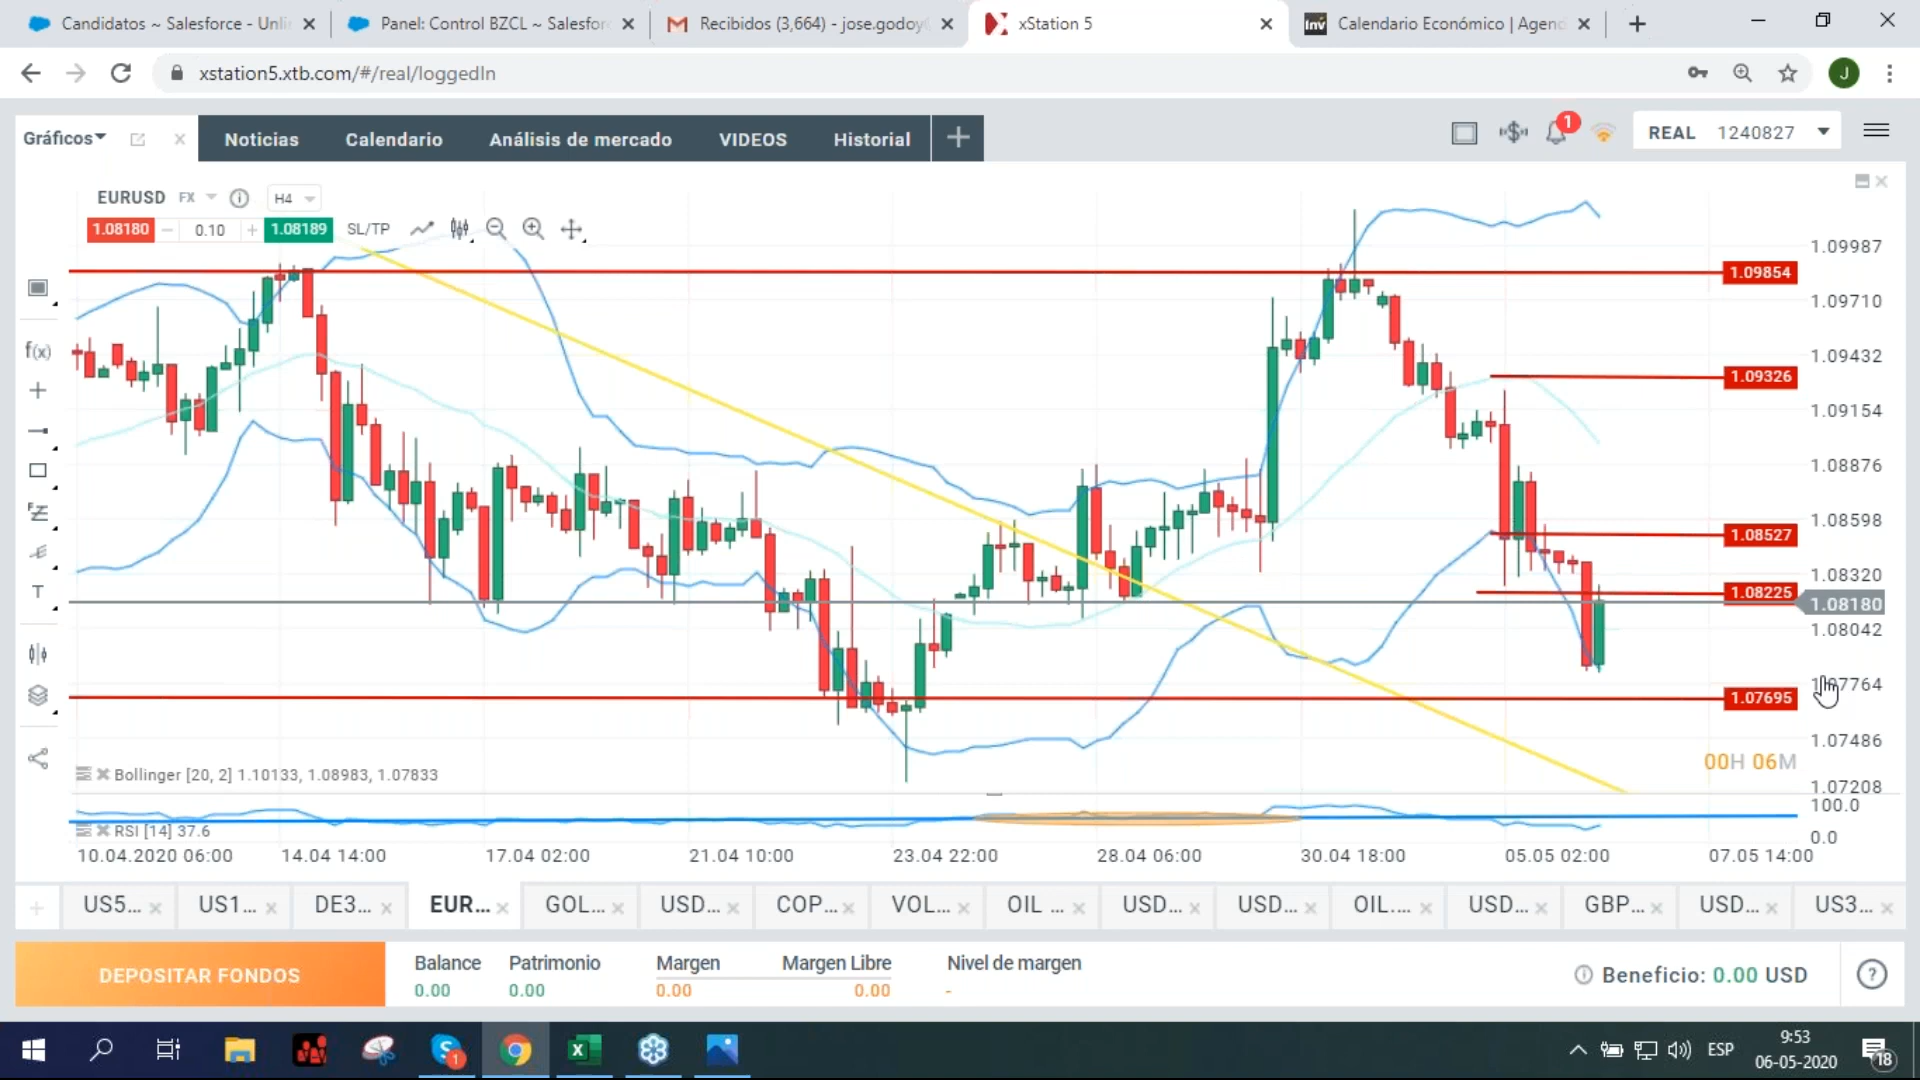 Candidatos ~ Salesforce - Unli
Panel: Control BZCL ~ Salesfor
Recibidos (3,664) - jose.godoy
xStation 5
Calendario Económico | Agen
xstation5.xtb.com/#/real/loggedIn
J
Gráficos
Noticias
Calendario
Análisis de mercado
VIDEOS
Historial
1
REAL 1240827
EURUSD FX H4
1.08180
0.10
1.08189
SL/TP
f(x)
T
1.09987
1.09854
1.09710
1.09432
1.09326
1.09154
1.08876
1.08598
1.08527
1.08320
1.08225
1.08180
1.08042
7764
1.07695
1.07486
1.07208
00H 06M
Bollinger [20, 2] 1.10133, 1.08983, 1.07833
RSI [14] 37.6
100.0
0.0
10.04.2020 06:00
14.04 14:00
17.04 02:00
21.04 10:00
23.04 22:00
28.04 06:00
30.04 18:00
05.05 02:00
07.05 14:00
US5...
US1...
DE3...
EUR...
GOL...
USD...
COP...
VOL...
OIL ...
USD...
USD...
OIL....
USD...
GBP...
USD...
US3...
DEPOSITAR FONDOS
Balance
0.00
Patrimonio
0.00
Margen
0.00
Margen Libre
0.00
Nivel de margen
-
Beneficio: 0.00 USD
?
1
ESP
9:53
06-05-2020
18